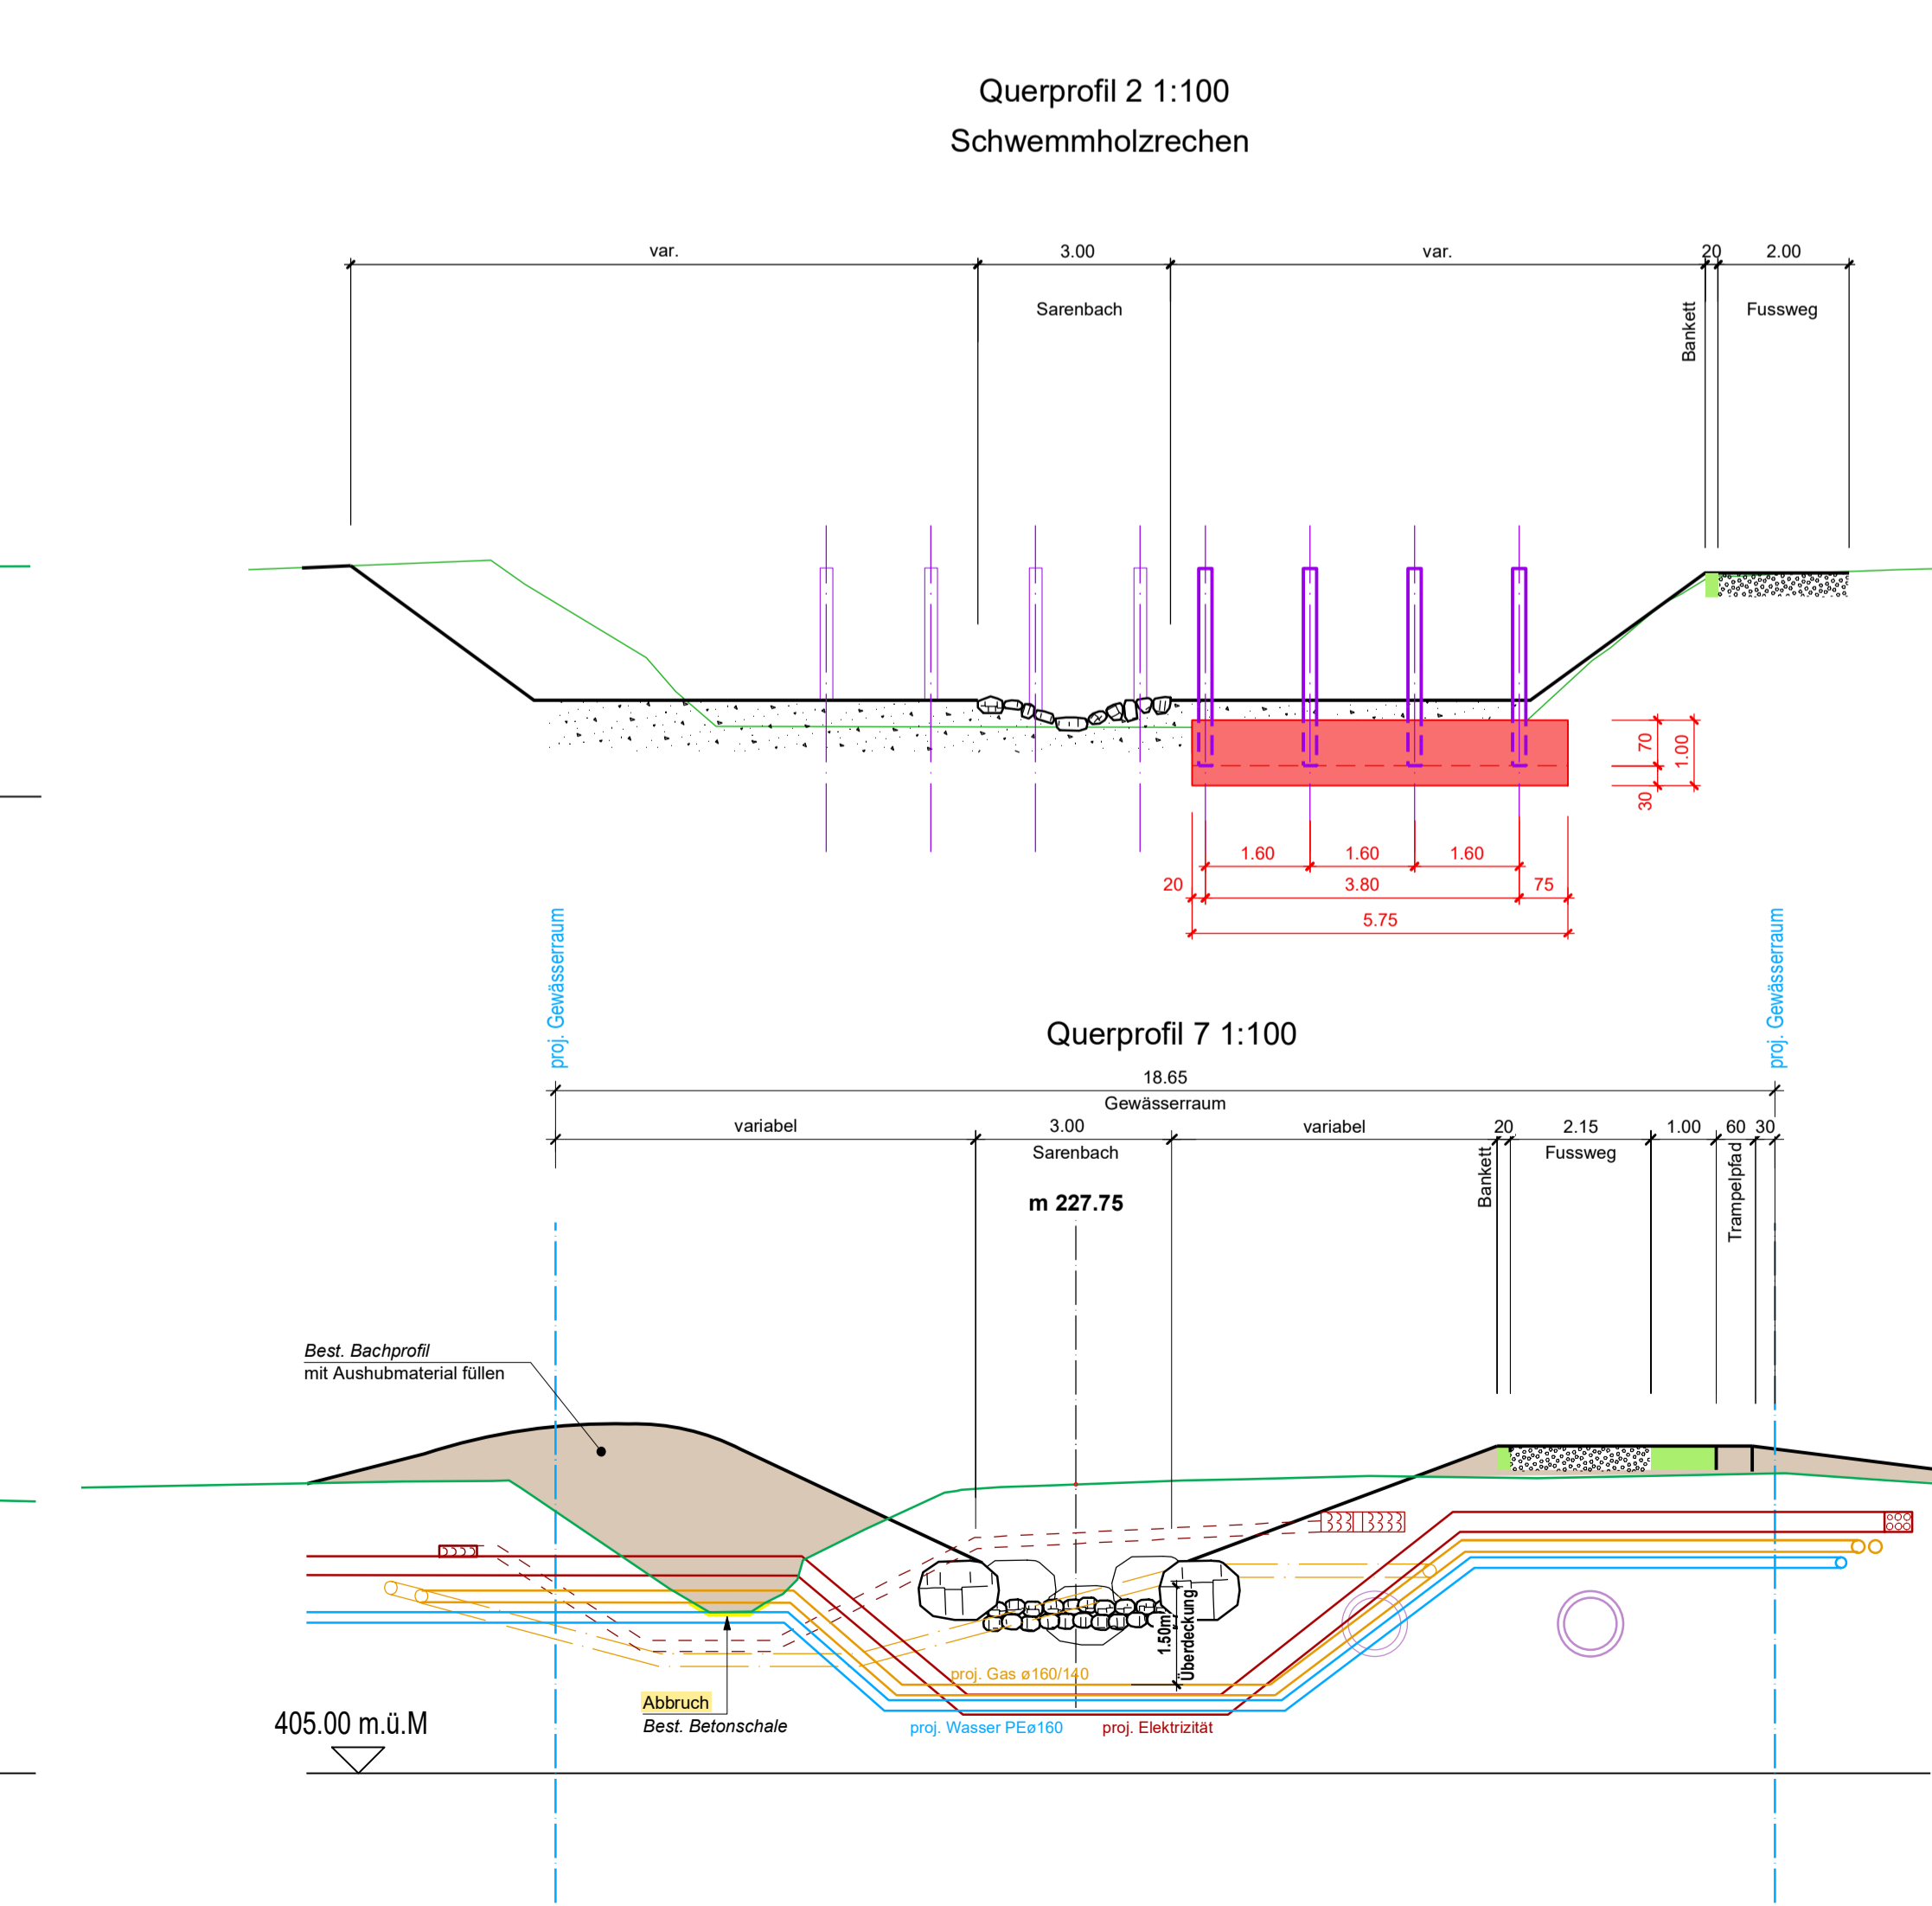 Querprofil 2 1:100
Schwemmholzrechen
var.
3.00
var.
20
2.00
Sarenbach
Bankett
Fussweg
70
1.00
30
1.60
1.60
1.60
20
3.80
75
5.75
proj. Gewässerraum
proj. Gewässerraum
Querprofil 7 1:100
18.65
Gewässerraum
variabel
3.00
variabel
20
2.15
1.00
60
30
Sarenbach
Bankett
Fussweg
Trampelpfad
m 227.75
Best. Bachprofil
mit Aushubmaterial füllen
1.50m
Überdeckung
proj. Gas ø160/140
Abbruch
Best. Betonschale
proj. Wasser PEø160
proj. Elektrizität
405.00 m.ü.M